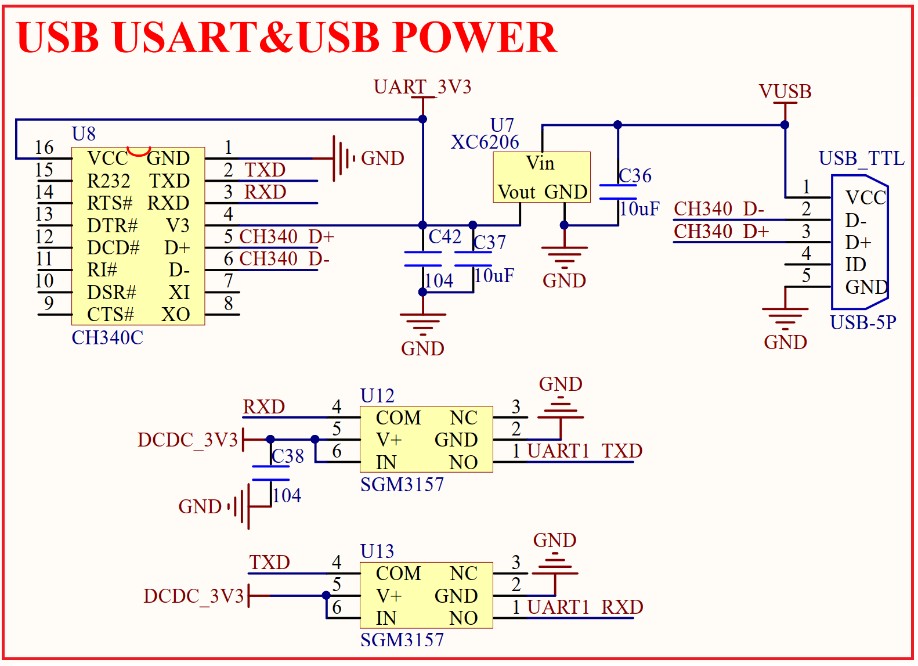 USB USART&USB POWER
UART_3V3
VUSB
U8
16 VCC GND 1 GND
15 R232 TXD 2 TXD
14 RTS# RXD 3 RXD
13 DTR# V3 4
12 DCD# D+ 5 CH340_D+
11 RI# D- 6 CH340_D-
10 DSR# XI 7
9 CTS# XO 8
CH340C
C42
104
C37
10uF
GND
U7
XC6206
Vin
Vout GND
GND
C36
10uF
USB_TTL
1 VCC
CH340_D- 2 D-
CH340_D+ 3 D+
4 ID
5 GND
USB-5P
GND
U12
GND
RXD 4 COM NC 3
DCDC_3V3 5 V+ GND 2
6 IN NO 1 UART1_TXD
SGM3157
C38
104
GND
U13
GND
TXD 4 COM NC 3
DCDC_3V3 5 V+ GND 2
6 IN NO 1 UART1_RXD
SGM3157